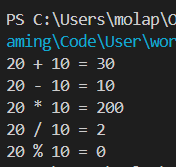 PS C:\Users\molap\O
aming\Code\User\wor
20 + 10 = 30
20 - 10 = 10
20 * 10 = 200
20 / 10 = 2
20 % 10 = 0